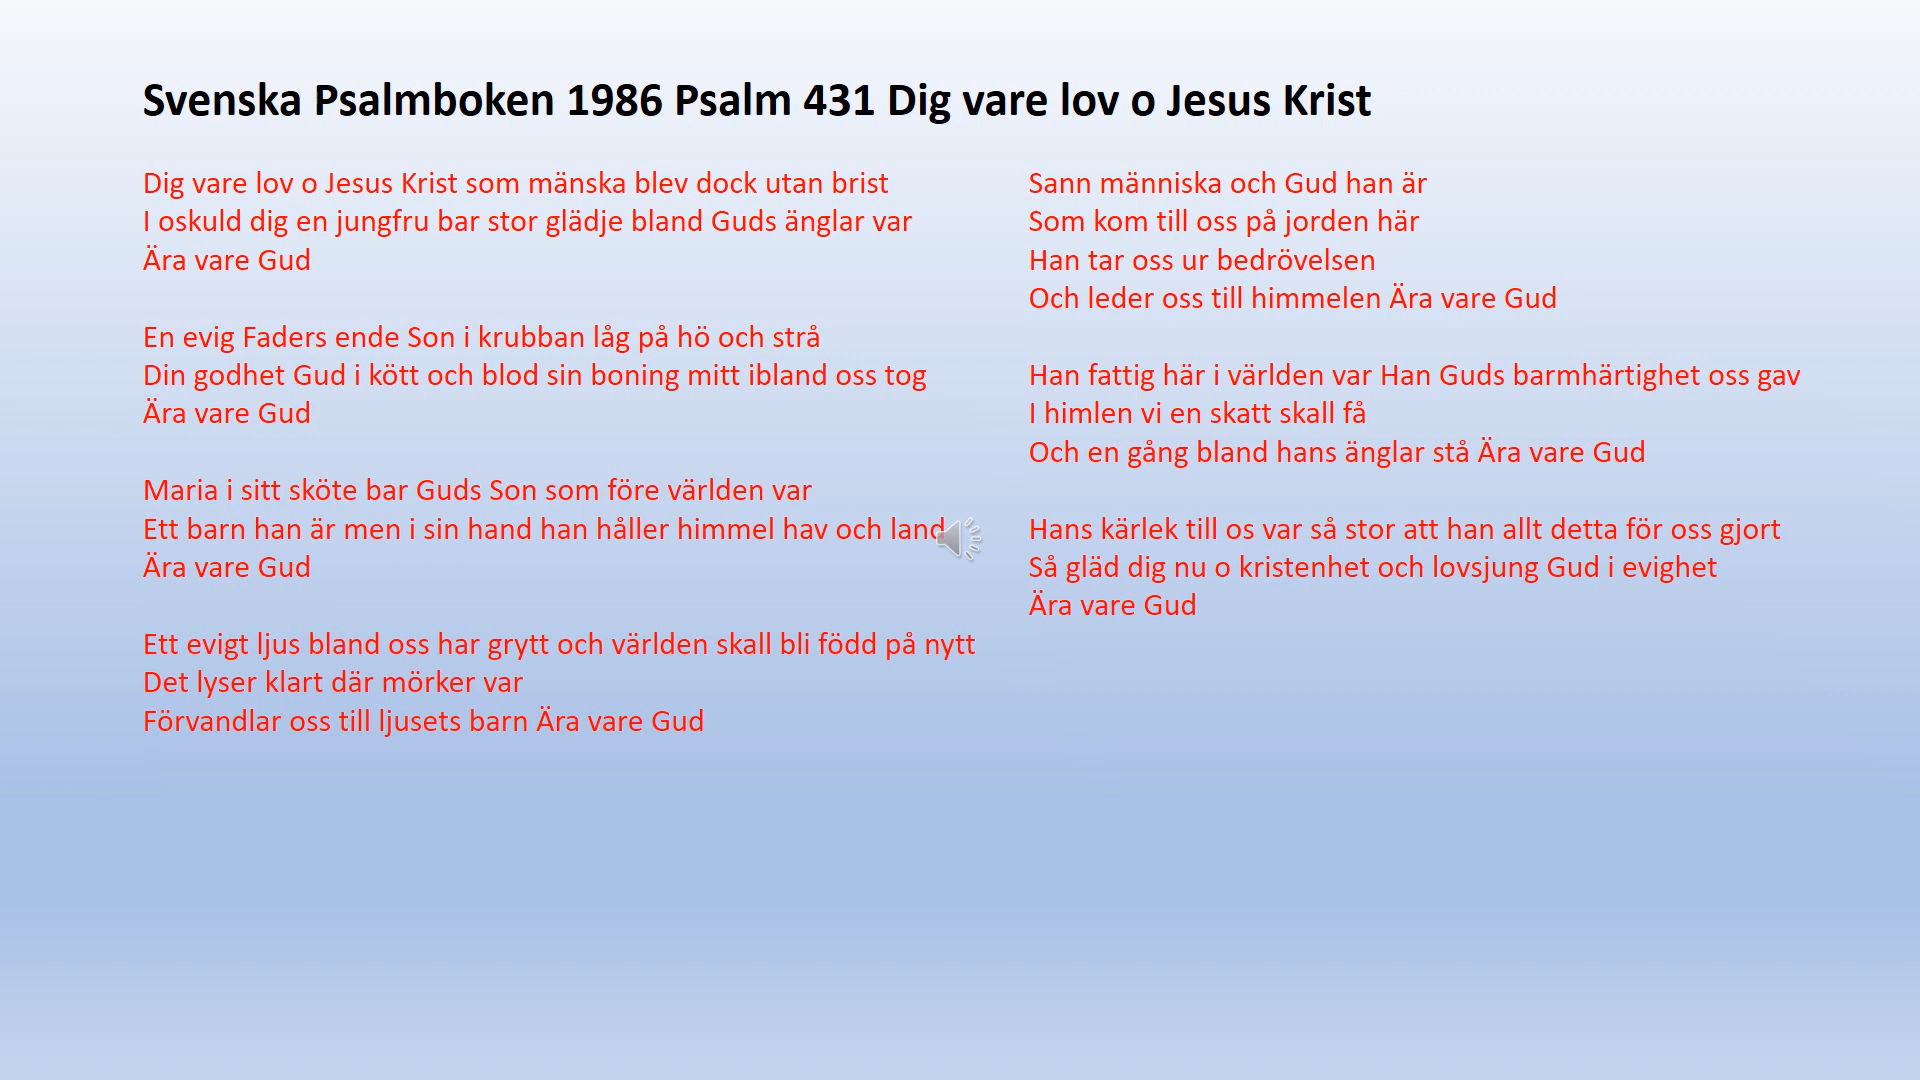 Svenska Psalmboken 1986 Psalm 431 Dig vare lov o Jesus Krist
Dig vare lov o Jesus Krist som mänska blev dock utan brist
I oskuld dig en jungfru bar stor glädje bland Guds änglar var
Ära vare Gud
En evig Faders ende Son i krubban låg på hö och strå
Din godhet Gud i kött och blod sin boning mitt ibland oss tog
Ära vare Gud
Maria i sitt sköte bar Guds Son som före världen var
Ett barn han är men i sin hand han håller himmel hav och land
Ära vare Gud
Ett evigt ljus bland oss har grytt och världen skall bli född på nytt
Det lyser klart där mörker var
Förvandlar oss till ljusets barn Ära vare Gud
Sann människa och Gud han är
Som kom till oss på jorden här
Han tar oss ur bedrövelsen
Och leder oss till himmelen Ära vare Gud
Han fattig här i världen var Han Guds barmhärtighet oss gav
I himlen vi en skatt skall få
Och en gång bland hans änglar stå Ära vare Gud
Hans kärlek till os var så stor att han allt detta för oss gjort
Så gläd dig nu o kristenhet och lovsjung Gud i evighet
Ära vare Gud